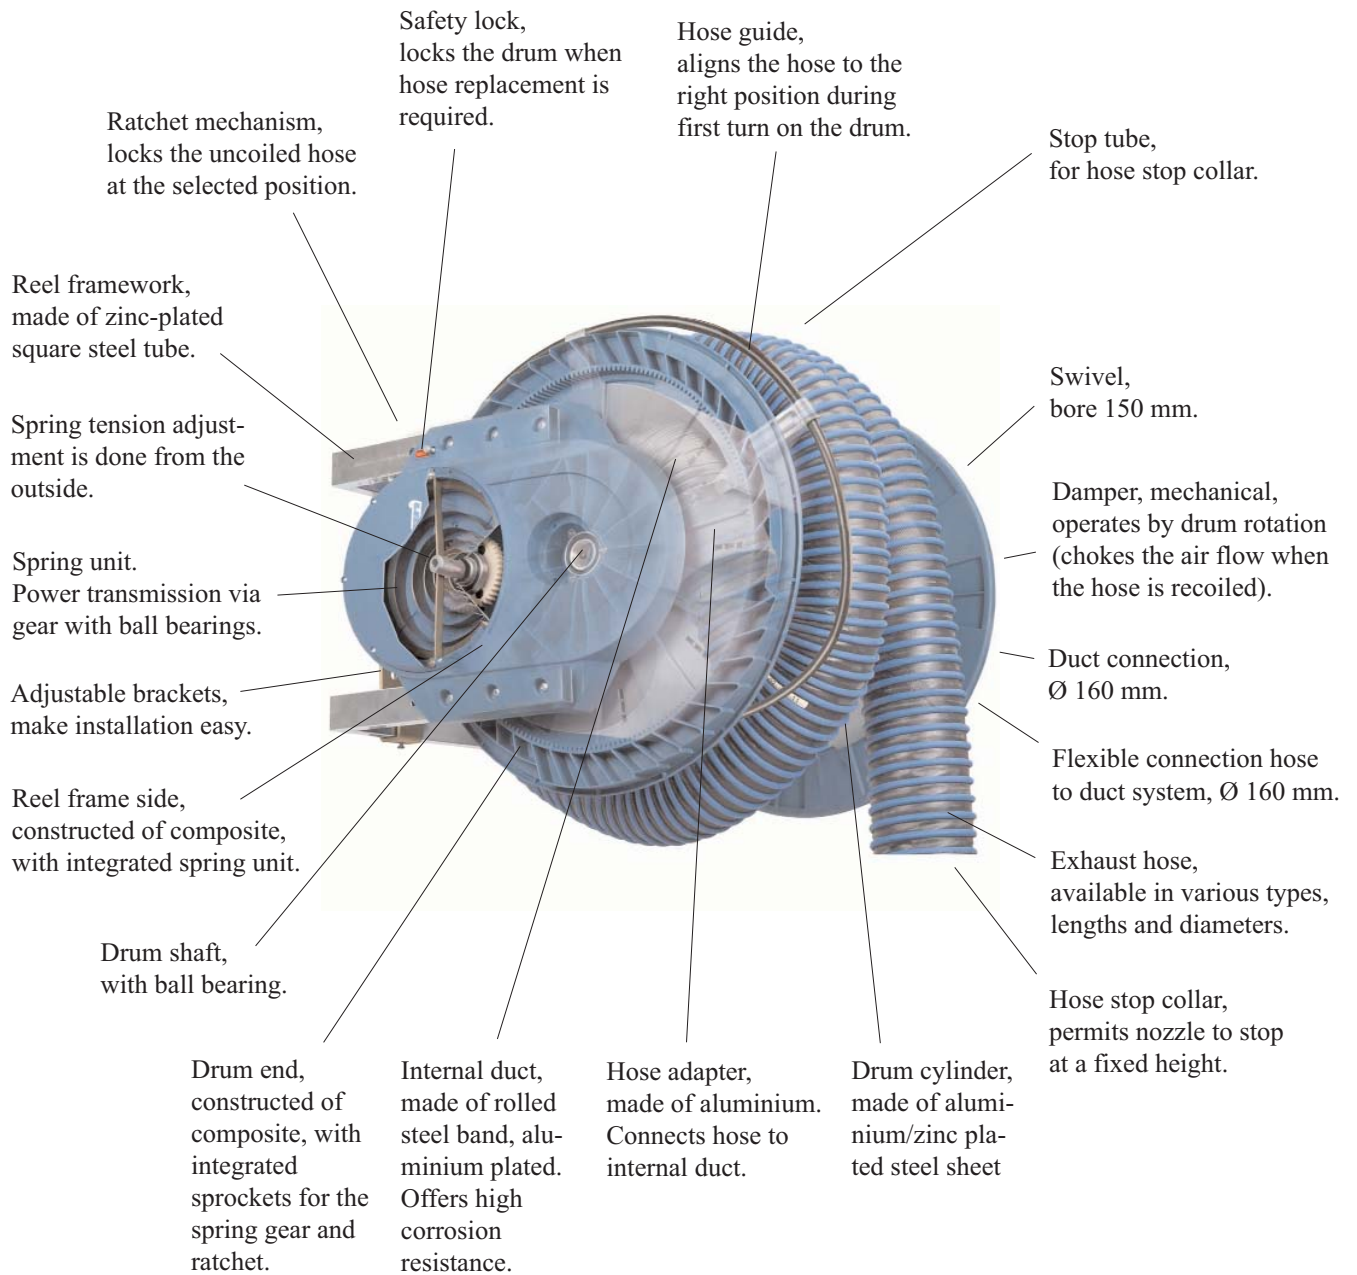 Safety lock,
locks the drum when
hose replacement is
required.
Hose guide,
aligns the hose to the
right position during
first turn on the drum.
Ratchet mechanism,
locks the uncoiled hose
at the selected position.
Stop tube,
for hose stop collar.
Reel framework,
made of zinc-plated
square steel tube.
Swivel,
bore 150 mm.
Spring tension adjust-
ment is done from the
outside.
Damper, mechanical,
operates by drum rotation
(chokes the air flow when
the hose is recoiled).
Spring unit.
Power transmission via
gear with ball bearings.
Duct connection,
Ø 160 mm.
Adjustable brackets,
make installation easy.
Flexible connection hose
to duct system, Ø 160 mm.
Reel frame side,
constructed of composite,
with integrated spring unit.
Exhaust hose,
available in various types,
lengths and diameters.
Drum shaft,
with ball bearing.
Hose stop collar,
permits nozzle to stop
at a fixed height.
Drum end,
constructed of
composite, with
integrated
sprockets for the
spring gear and
ratchet.
Internal duct,
made of rolled
steel band, alu-
minium plated.
Offers high
corrosion
resistance.
Hose adapter,
made of aluminium.
Connects hose to
internal duct.
Drum cylinder,
made of alumi-
nium/zinc pla-
ted steel sheet